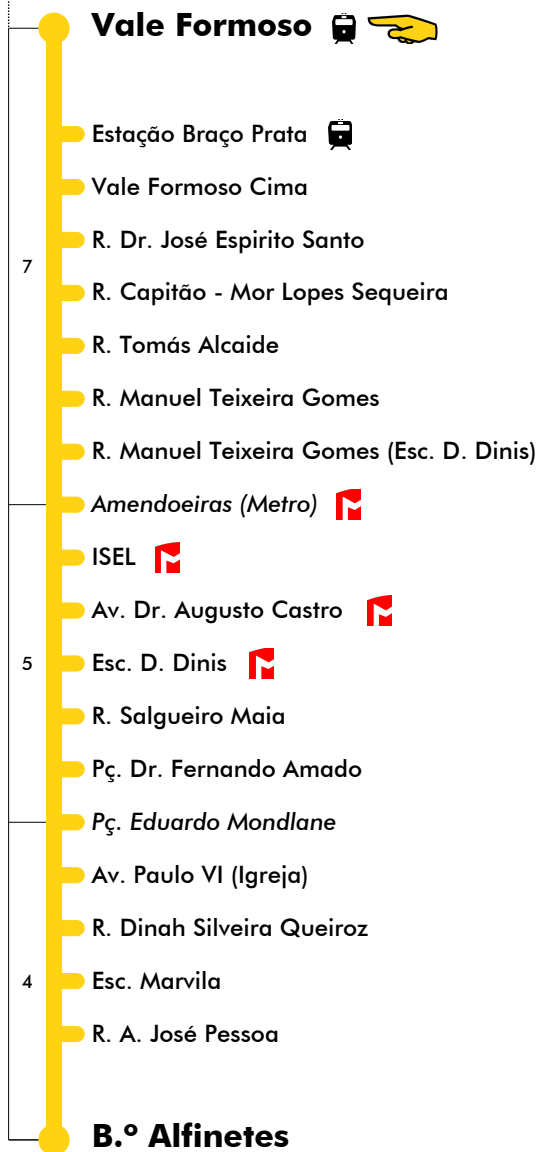 Vale Formoso
Estação Braço Prata
Vale Formoso Cima
R. Dr. José Espirito Santo
7
R. Capitão - Mor Lopes Sequeira
R. Tomás Alcaide
R. Manuel Teixeira Gomes
R. Manuel Teixeira Gomes (Esc. D. Dinis)
Amendoeiras (Metro)
ISEL
Av. Dr. Augusto Castro
5
Esc. D. Dinis
R. Salgueiro Maia
Pç. Dr. Fernando Amado
Pç. Eduardo Mondlane
Av. Paulo VI (Igreja)
R. Dinah Silveira Queiroz
4
Esc. Marvila
R. A. José Pessoa
B.º Alfinetes